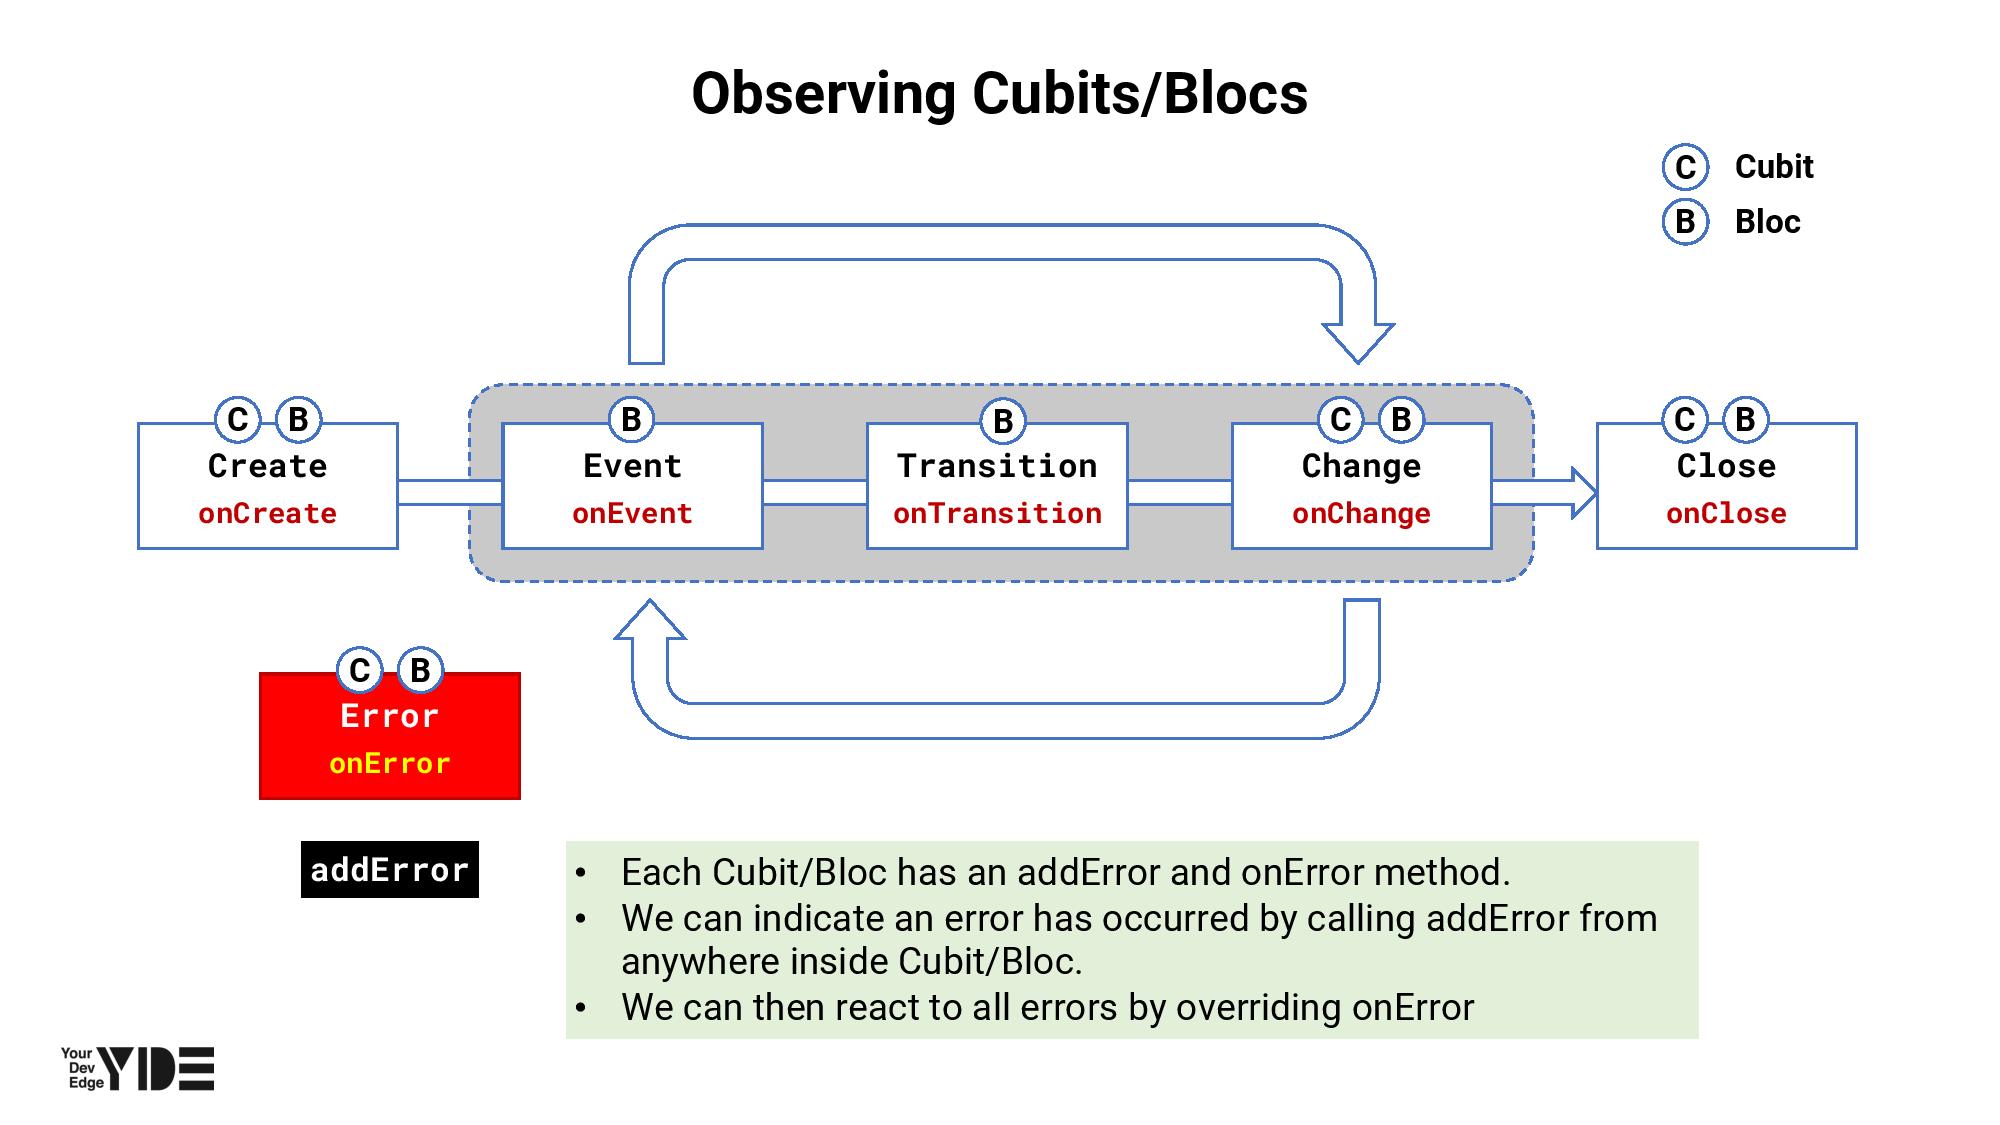 Observing Cubits/Blocs
C Cubit
B Bloc
C B
Create
onCreate
B
Event
onEvent
B
Transition
onTransition
C B
Change
onChange
C B
Close
onClose
C B
Error
onError
addError
• Each Cubit/Bloc has an addError and onError method.
• We can indicate an error has occurred by calling addError from
anywhere inside Cubit/Bloc.
• We can then react to all errors by overriding onError
Your
Dev
Edge
YDE